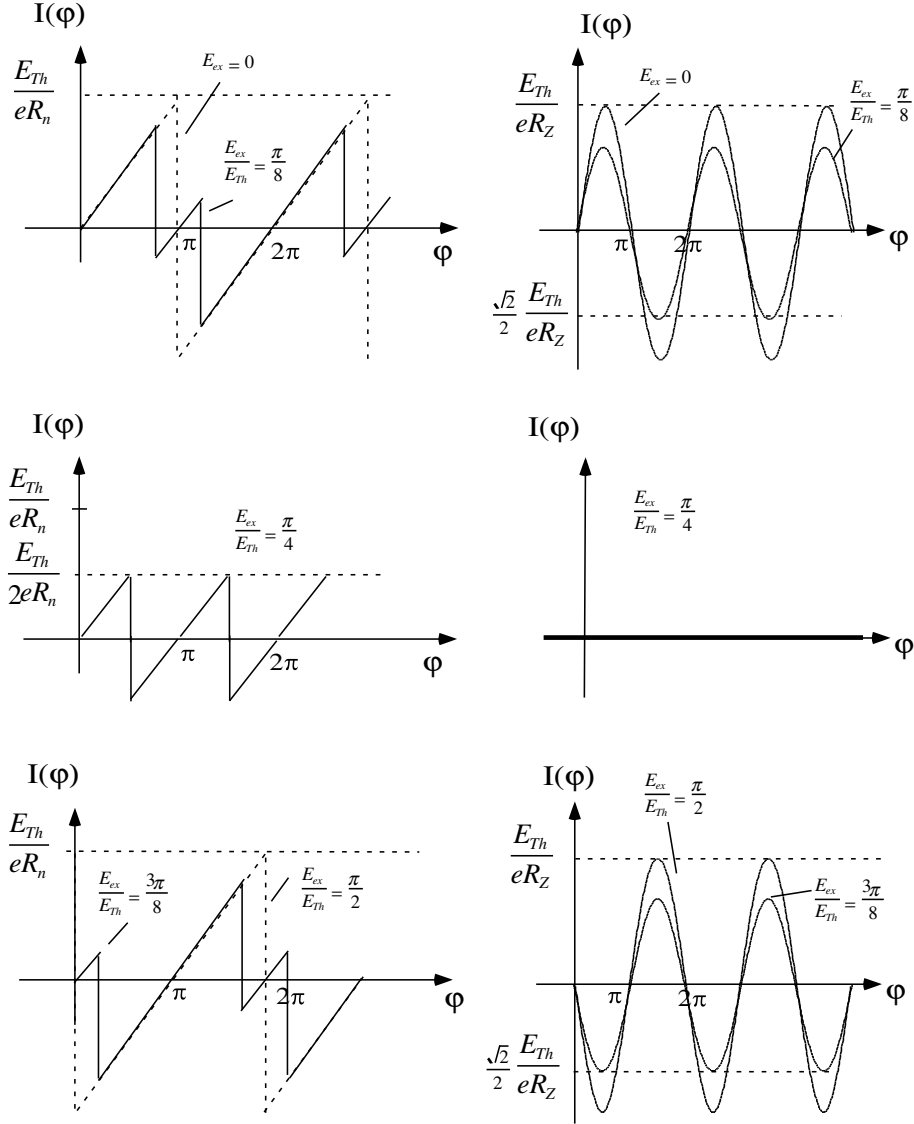 I(φ)
E_Th / eR_n
E_ex = 0
E_ex / E_Th = π / 8
π
2π
φ
I(φ)
E_Th / eR_Z
E_ex = 0
E_ex / E_Th = π / 8
π
2π
φ
√2 / 2 E_Th / eR_Z
I(φ)
E_Th / eR_n
E_Th / 2eR_n
E_ex / E_Th = π / 4
π
2π
φ
I(φ)
E_ex / E_Th = π / 4
φ
I(φ)
E_Th / eR_n
E_ex / E_Th = 3π / 8
E_ex / E_Th = π / 2
π
2π
φ
I(φ)
E_ex / E_Th = π / 2
E_Th / eR_Z
E_ex / E_Th = 3π / 8
π
2π
φ
√2 / 2 E_Th / eR_Z